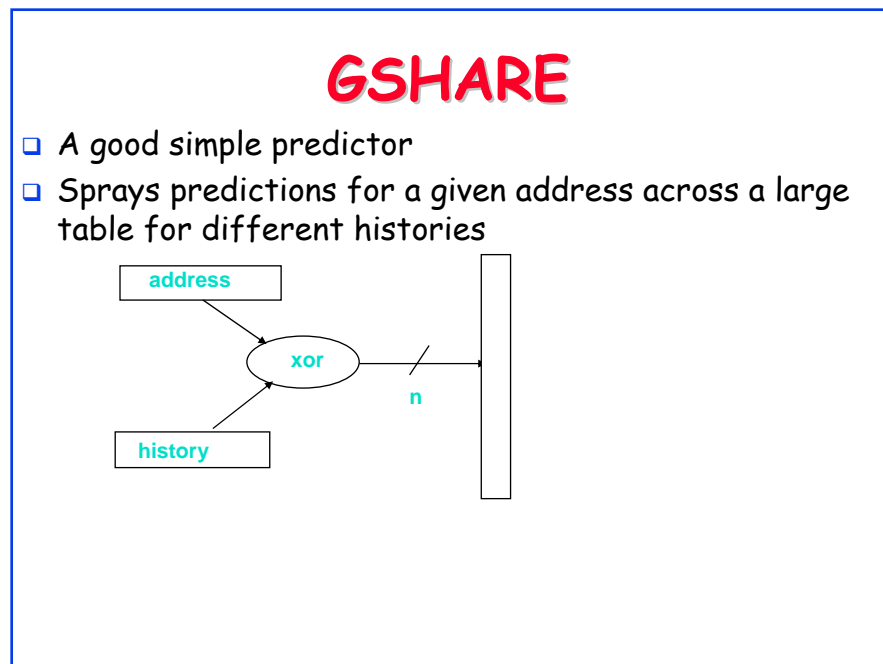 GSHARE
A good simple predictor
Sprays predictions for a given address across a large
table for different histories
address
xor
n
history